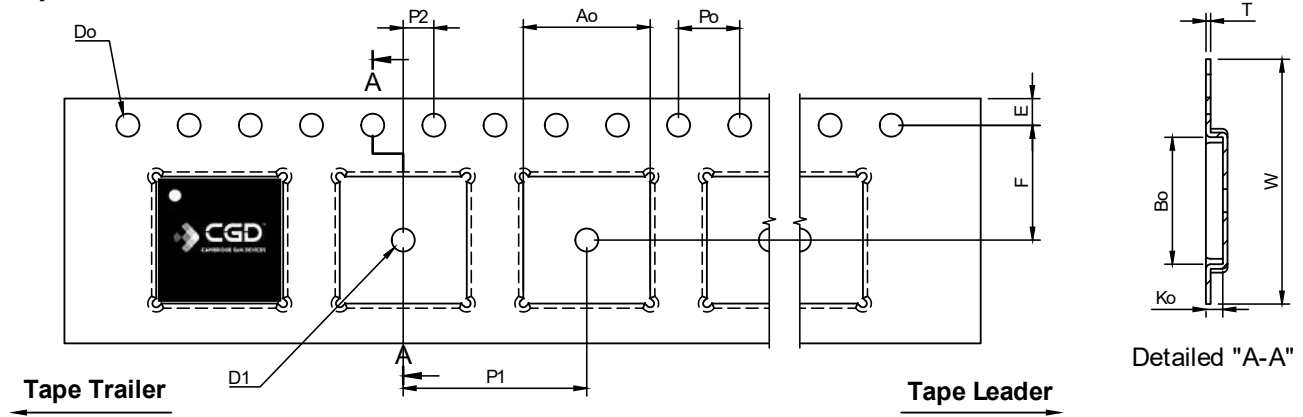 Do
P2
Ao
Po
T
A
E
F
W
Bo
CGD
CAMBRIDGE GaN DEVICES
Ko
Detailed "A-A"
A
D1
P1
Tape Trailer
Tape Leader